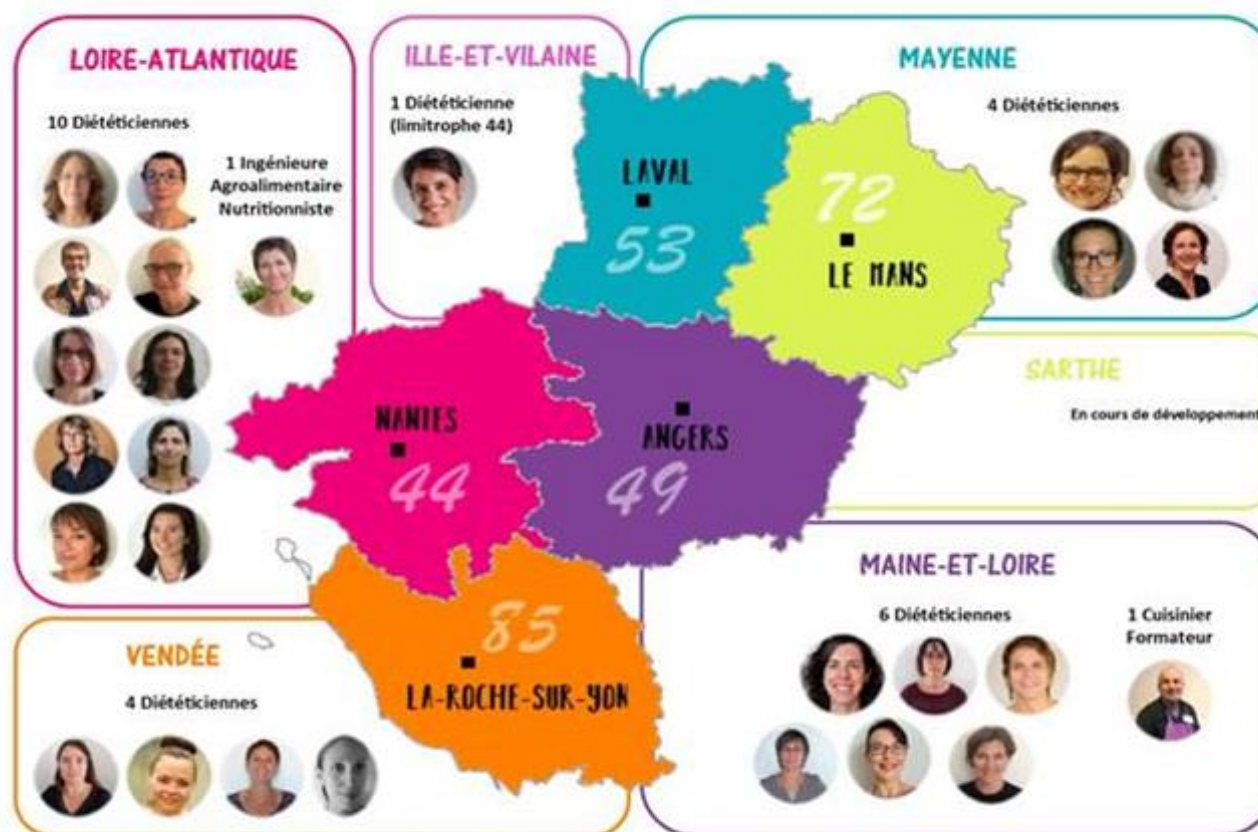 LOIRE-ATLANTIQUE
10 Diététiciennes
1 Ingénieure
Agroalimentaire
Nutritionniste
ILLE-ET-VILAINE
1 Diététicienne
(limitrophe 44)
MAYENNE
4 Diététiciennes
LAVAL
53
72
LE MANS
SARTHE
En cours de développement
NANTES
44
ANGERS
49
MAINE-ET-LOIRE
6 Diététiciennes
1 Cuisinier
Formateur
VENDÉE
4 Diététiciennes
85
LA-ROCHE-SUR-YON